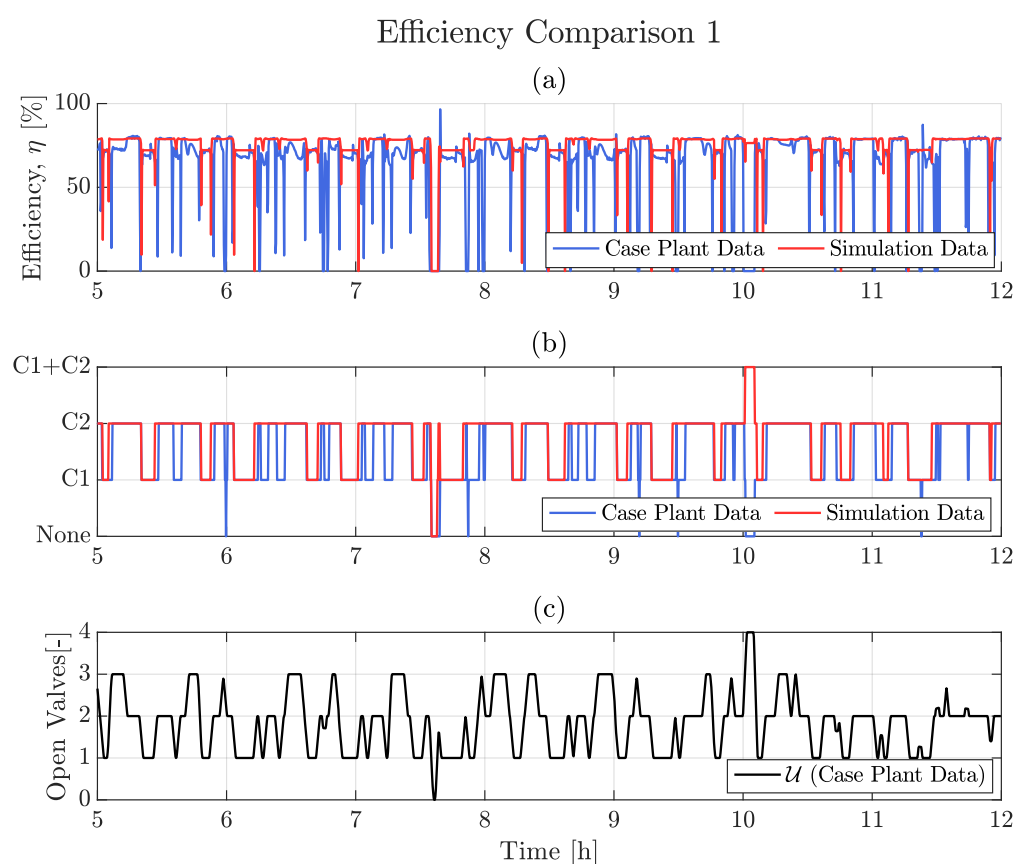 Efficiency Comparison 1
(a)
Efficiency, η [%]
100
50
0
Case Plant Data
Simulation Data
5 6 7 8 9 10 11 12
(b)
C1+C2
C2
C1
None
Case Plant Data
Simulation Data
5 6 7 8 9 10 11 12
(c)
Open Valves[-]
4
3
2
1
0
𝒰 (Case Plant Data)
5 6 7 8 9 10 11 12
Time [h]